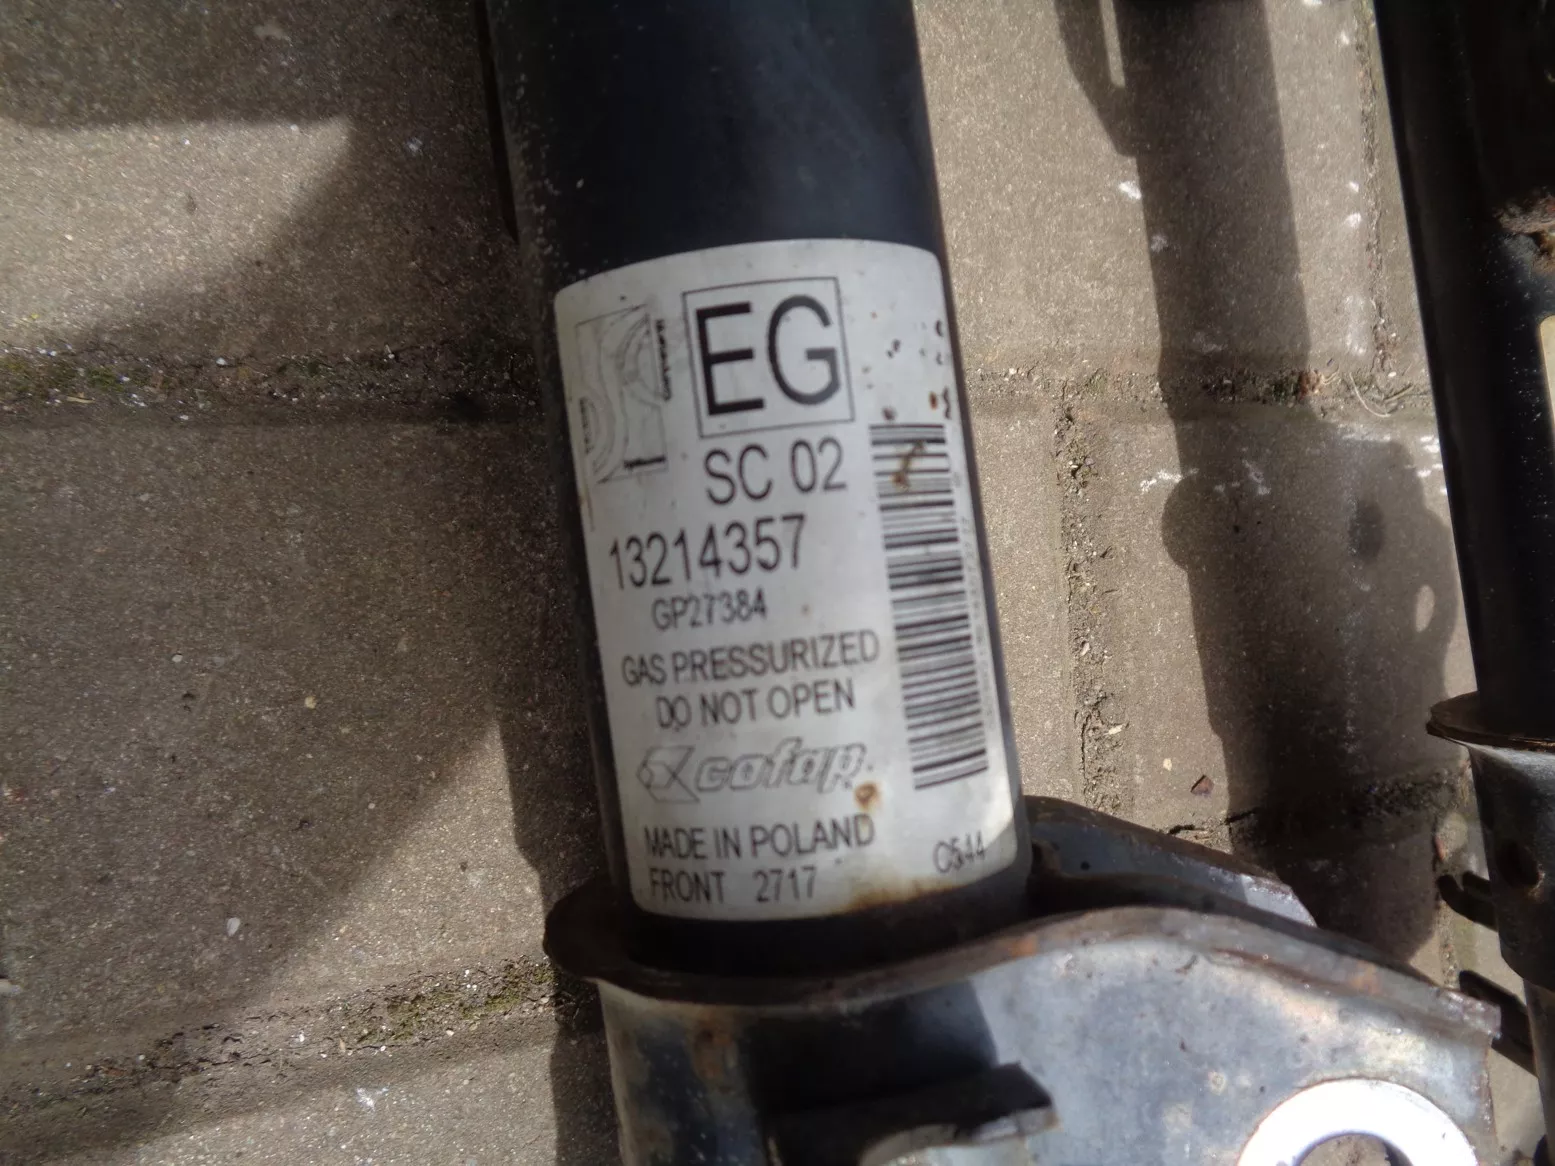 EG
SC 02
13214357
GP27384
GAS PRESSURIZED
DO NOT OPEN
cofap
MADE IN POLAND
FRONT 2717
C544